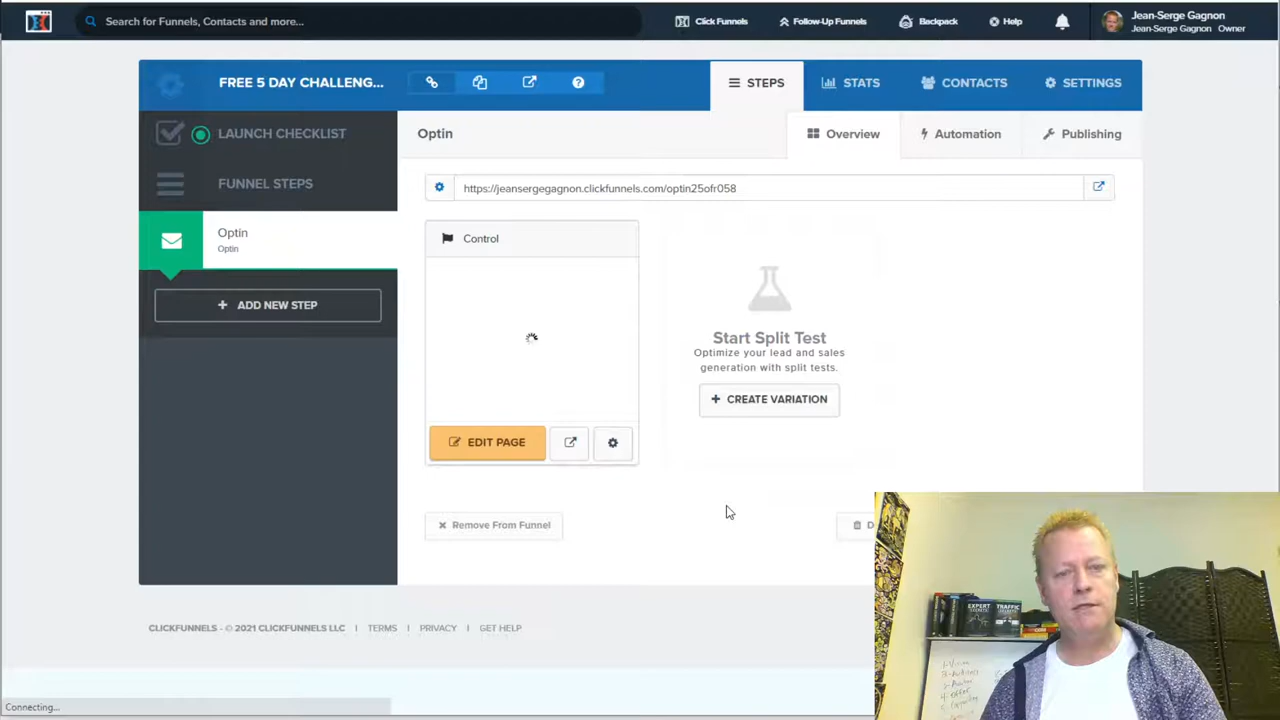 Search for Funnels, Contacts and more...
Click Funnels
Follow-Up Funnels
Backpack
Help
Jean-Serge Gagnon
Jean-Serge Gagnon Owner
FREE 5 DAY CHALLENG...
STEPS
STATS
CONTACTS
SETTINGS
LAUNCH CHECKLIST
Optin
Overview
Automation
Publishing
FUNNEL STEPS
https://jeansergegagnon.clickfunnels.com/optin25ofr058
Optin
Optin
Control
+ ADD NEW STEP
Start Split Test
Optimize your lead and sales
generation with split tests.
+ CREATE VARIATION
EDIT PAGE
Remove From Funnel
D
EXPERT
SECRETS
TRAFFIC
SECRETS
CLICKFUNNELS - © 2021 CLICKFUNNELS LLC | TERMS | PRIVACY | GET HELP
Connecting...